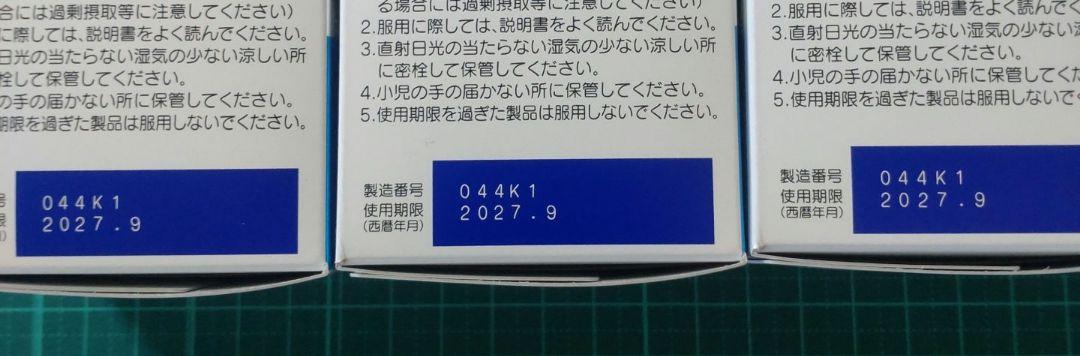 合には過剰摂取等に注意してください)
に際しては、説明書をよく読んでください。
日光の当たらない湿気の少ない涼しい所
栓して保管してください。
の手の届かない所に保管してください。
期限を過ぎた製品は服用しないでください。
号 044K1
限 2027.9
る場合には過剰摂取等に注意してください)
2.服用に際しては、説明書をよく読んでください。
3.直射日光の当たらない湿気の少ない涼しい所
に密栓して保管してください。
4.小児の手の届かない所に保管してください。
5.使用期限を過ぎた製品は服用しないでください。
製造番号 044K1
使用期限 2027.9
(西暦年月)
2.服用に際しては、説明書をよく読んでく
3.直射日光の当たらない湿気の少ない
に密栓して保管してください。
4.小児の手の届かない所に保管してく
5.使用期限を過ぎた製品は服用しないで
製造番号 044K1
使用期限 2027.9
(西暦年月)